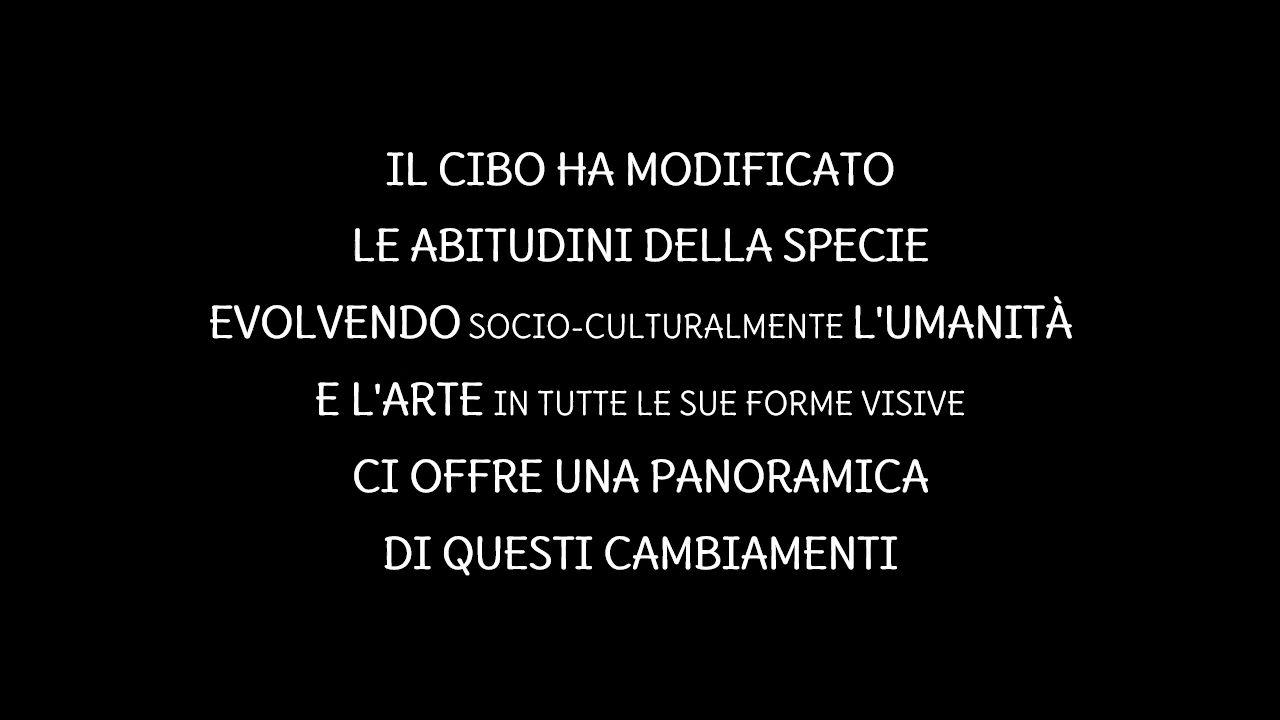 IL CIBO HA MODIFICATO
LE ABITUDINI DELLA SPECIE
EVOLVENDO SOCIO-CULTURALMENTE L'UMANITÀ
E L'ARTE IN TUTTE LE SUE FORME VISIVE
CI OFFRE UNA PANORAMICA
DI QUESTI CAMBIAMENTI